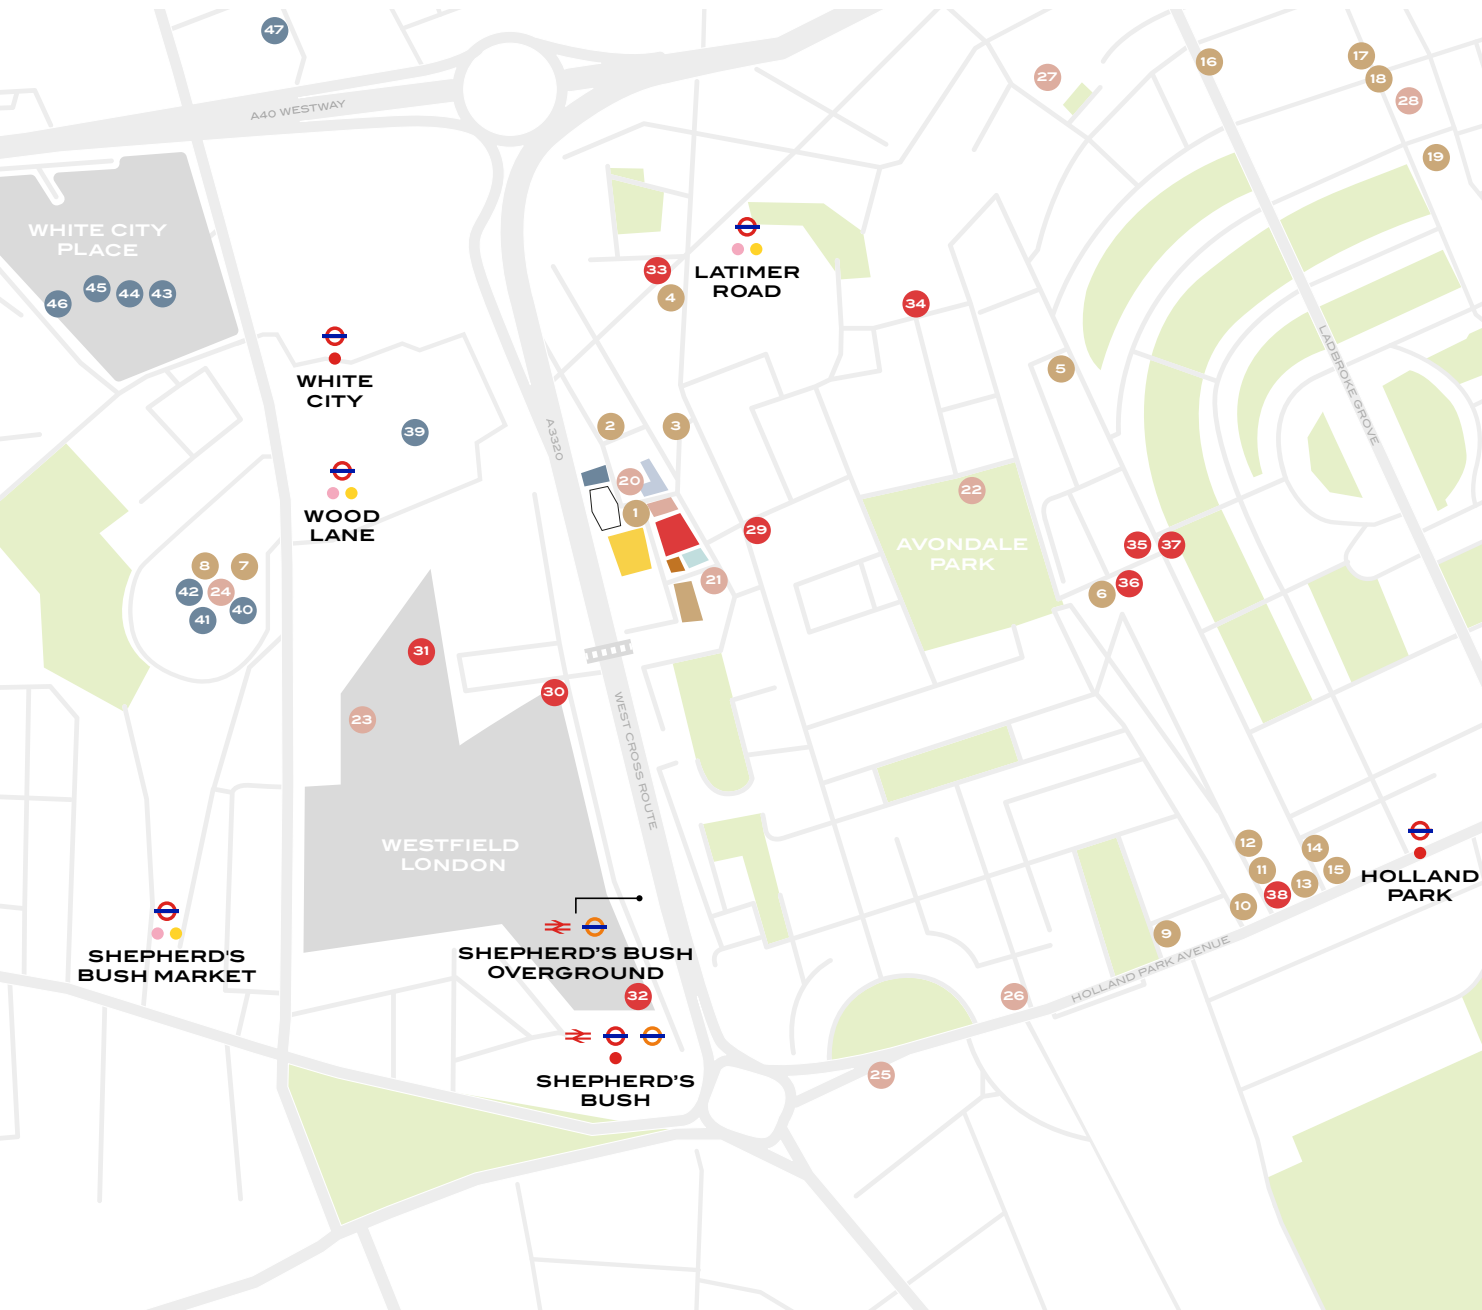 47
16
17
18
28
27
A40 WESTWAY
19
WHITE CITY
PLACE
45
44
43
46
LATIMER
ROAD
33
4
34
WHITE
CITY
5
LADBROKE GROVE
39
2
3
A3320
20
1
22
29
WOOD
LANE
AVONDALE
PARK
35
37
36
6
21
8
7
42
24
40
41
31
30
23
WEST CROSS ROUTE
WESTFIELD
LONDON
12
14
11
15
13
38
10
HOLLAND
PARK
9
HOLLAND PARK AVENUE
SHEPHERD'S
BUSH MARKET
SHEPHERD'S BUSH
OVERGROUND
32
26
25
SHEPHERD'S
BUSH